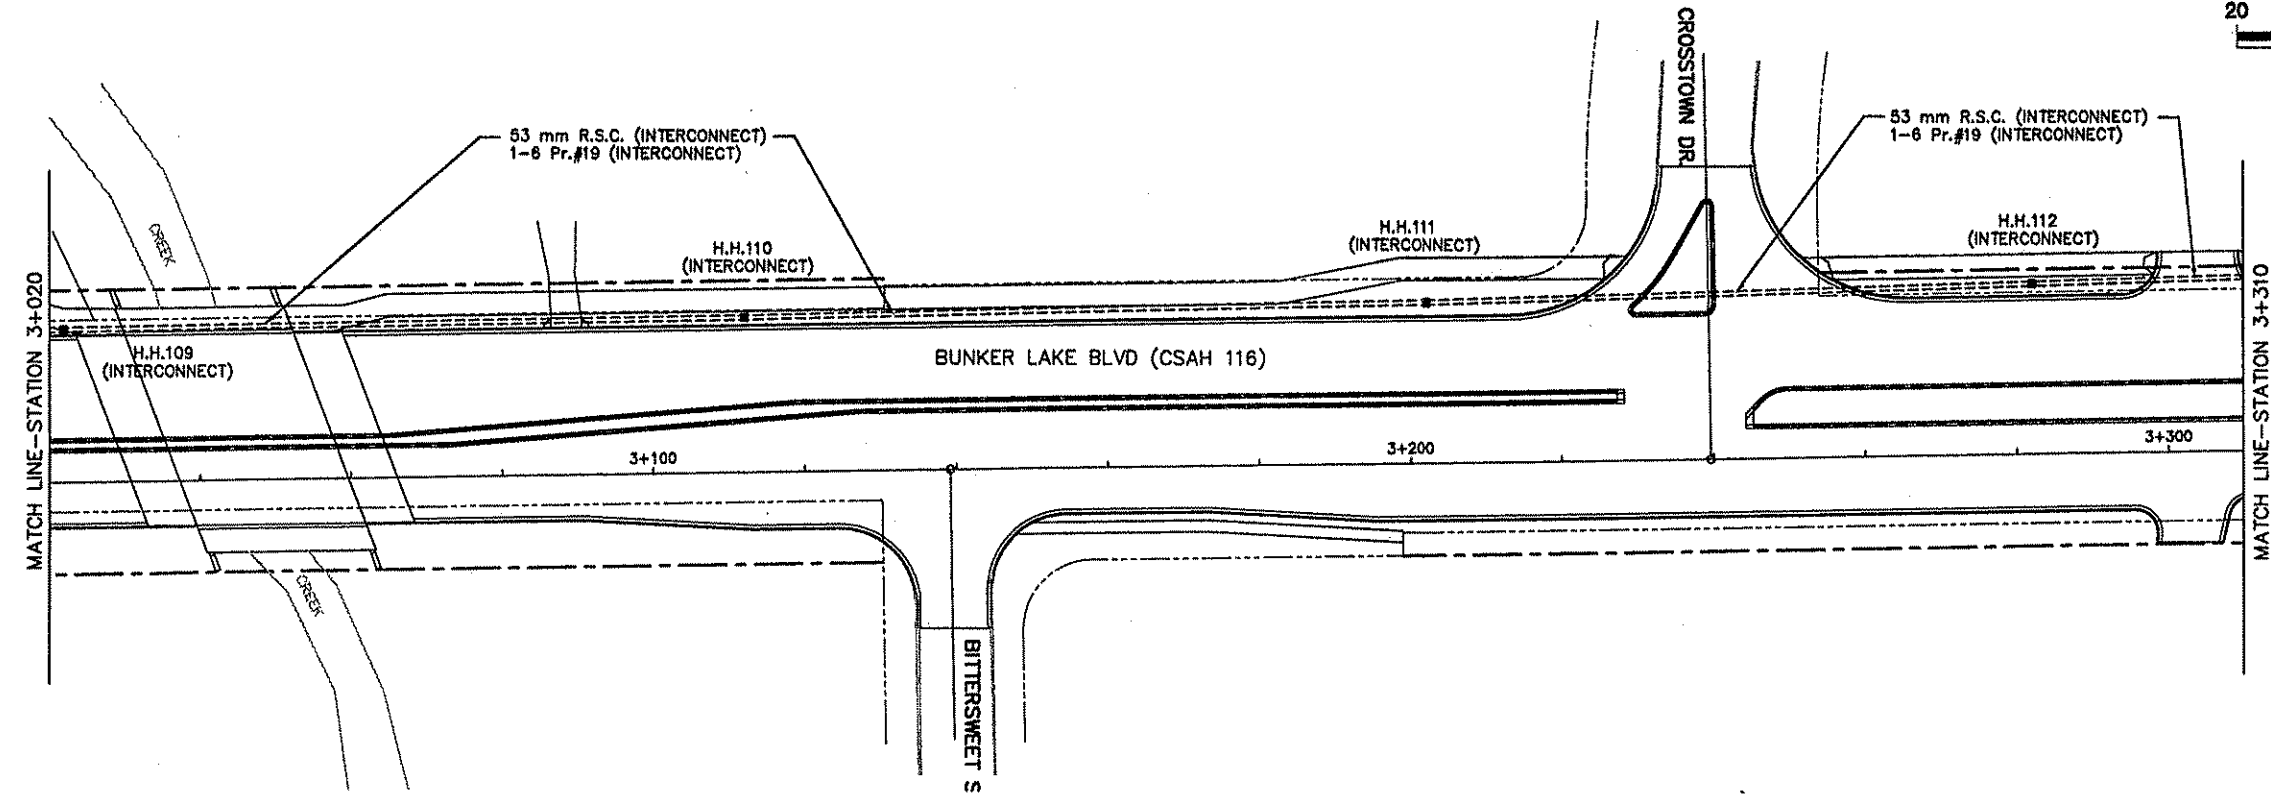 20
CROSSTOWN DR.
53 mm R.S.C. (INTERCONNECT)
1-6 Pr.#19 (INTERCONNECT)
53 mm R.S.C. (INTERCONNECT)
1-6 Pr.#19 (INTERCONNECT)
CREEK
H.H.110
(INTERCONNECT)
H.H.111
(INTERCONNECT)
H.H.112
(INTERCONNECT)
MATCH LINE-STATION 3+020
H.H.109
(INTERCONNECT)
BUNKER LAKE BLVD (CSAH 116)
MATCH LINE-STATION 3+310
3+100
3+200
3+300
CREEK
BITTERSWEET S